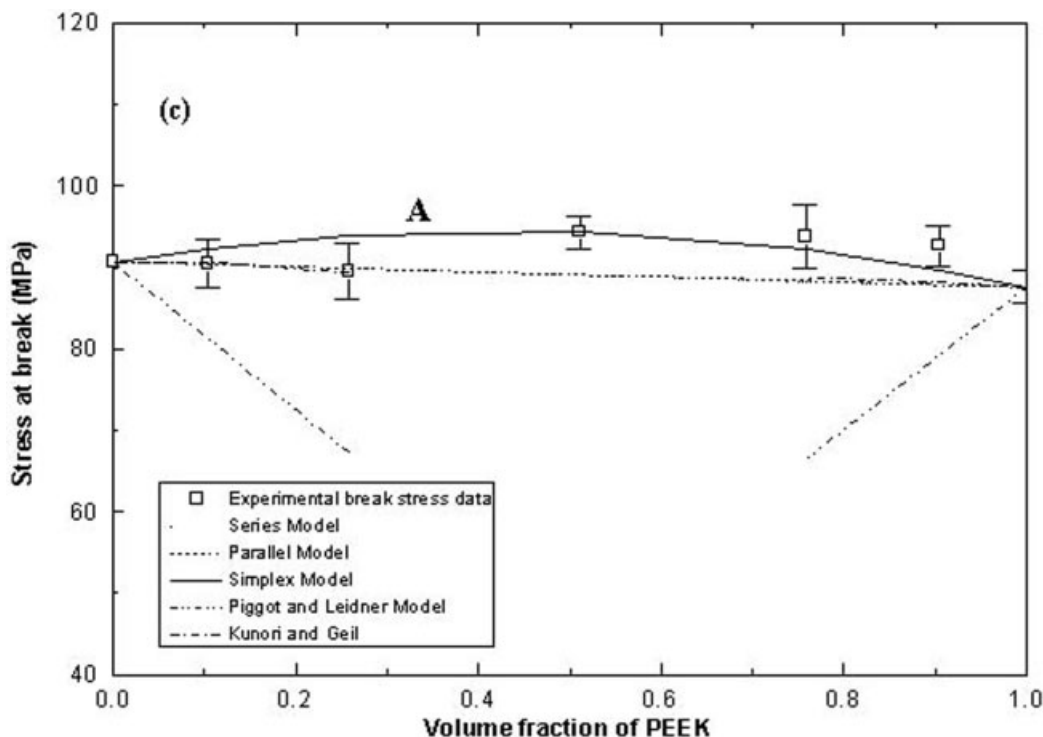 120
(c)
100
A
80
60
40
Stress at break (MPa)
Experimental break stress data
Series Model
Parallel Model
Simplex Model
Piggot and Leidner Model
Kunori and Geil
0.0 0.2 0.4 0.6 0.8 1.0
Volume fraction of PEEK